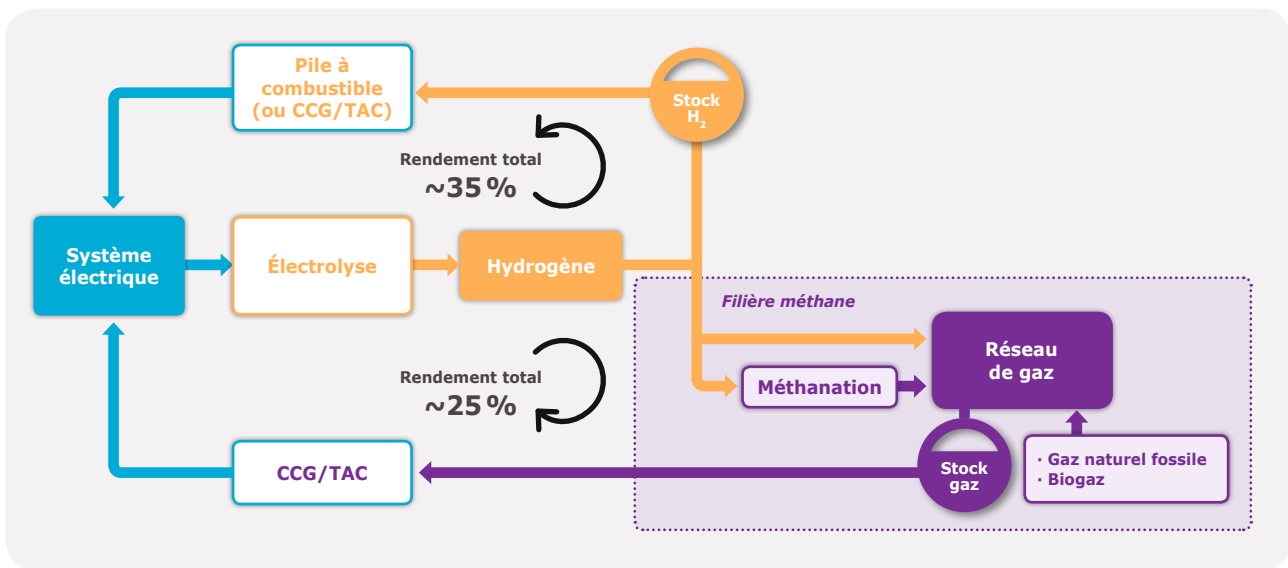 Pile à
combustible
(ou CCG/TAC)
Stock
H₂
Rendement total
~35 %
Système
électrique
Électrolyse
Hydrogène
Filière méthane
Réseau
de gaz
Méthanation
Rendement total
~25 %
CCG/TAC
Stock
gaz
· Gaz naturel fossile
· Biogaz